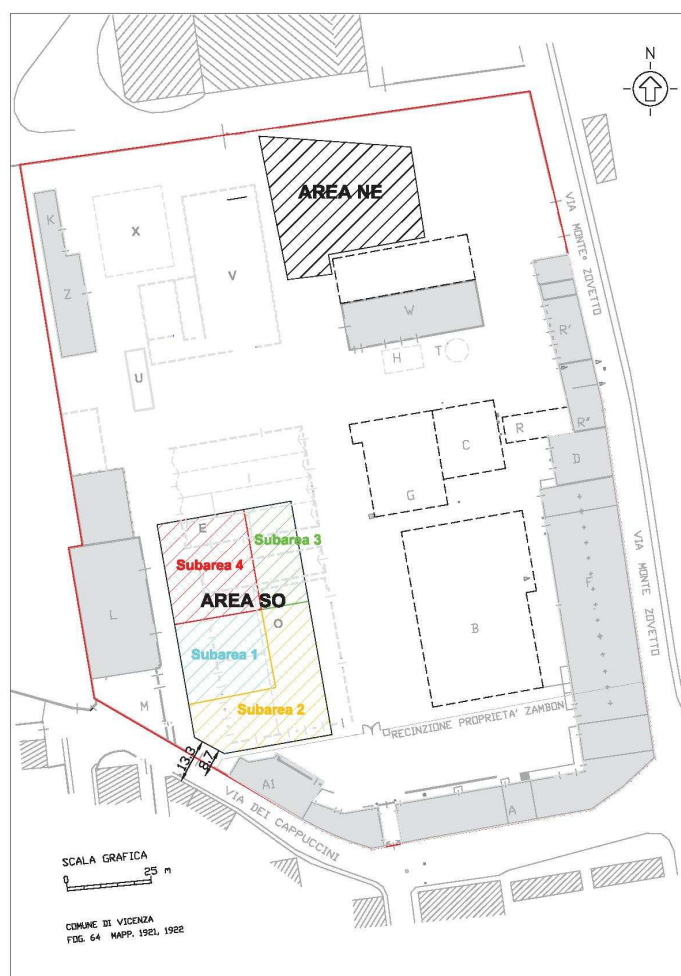 N
AREA NE
K
X
VIA MONTE ZOVETTO
V
Z
W
R'
H
T
U
R
R"
C
D
G
I
E
Subarea 3
Subarea 4
AREA SO
O
VIA MONTE ZOVETTO
F
L
B
Subarea 1
M
Subarea 2
RECINZIONE PROPRIETA' ZAMBON
13,3
8,7
A1
A
VIA DEI CAPPUCCINI
SCALA GRAFICA
0 25 m
COMUNE DI VICENZA
FOG. 64 MAPP. 1921, 1922